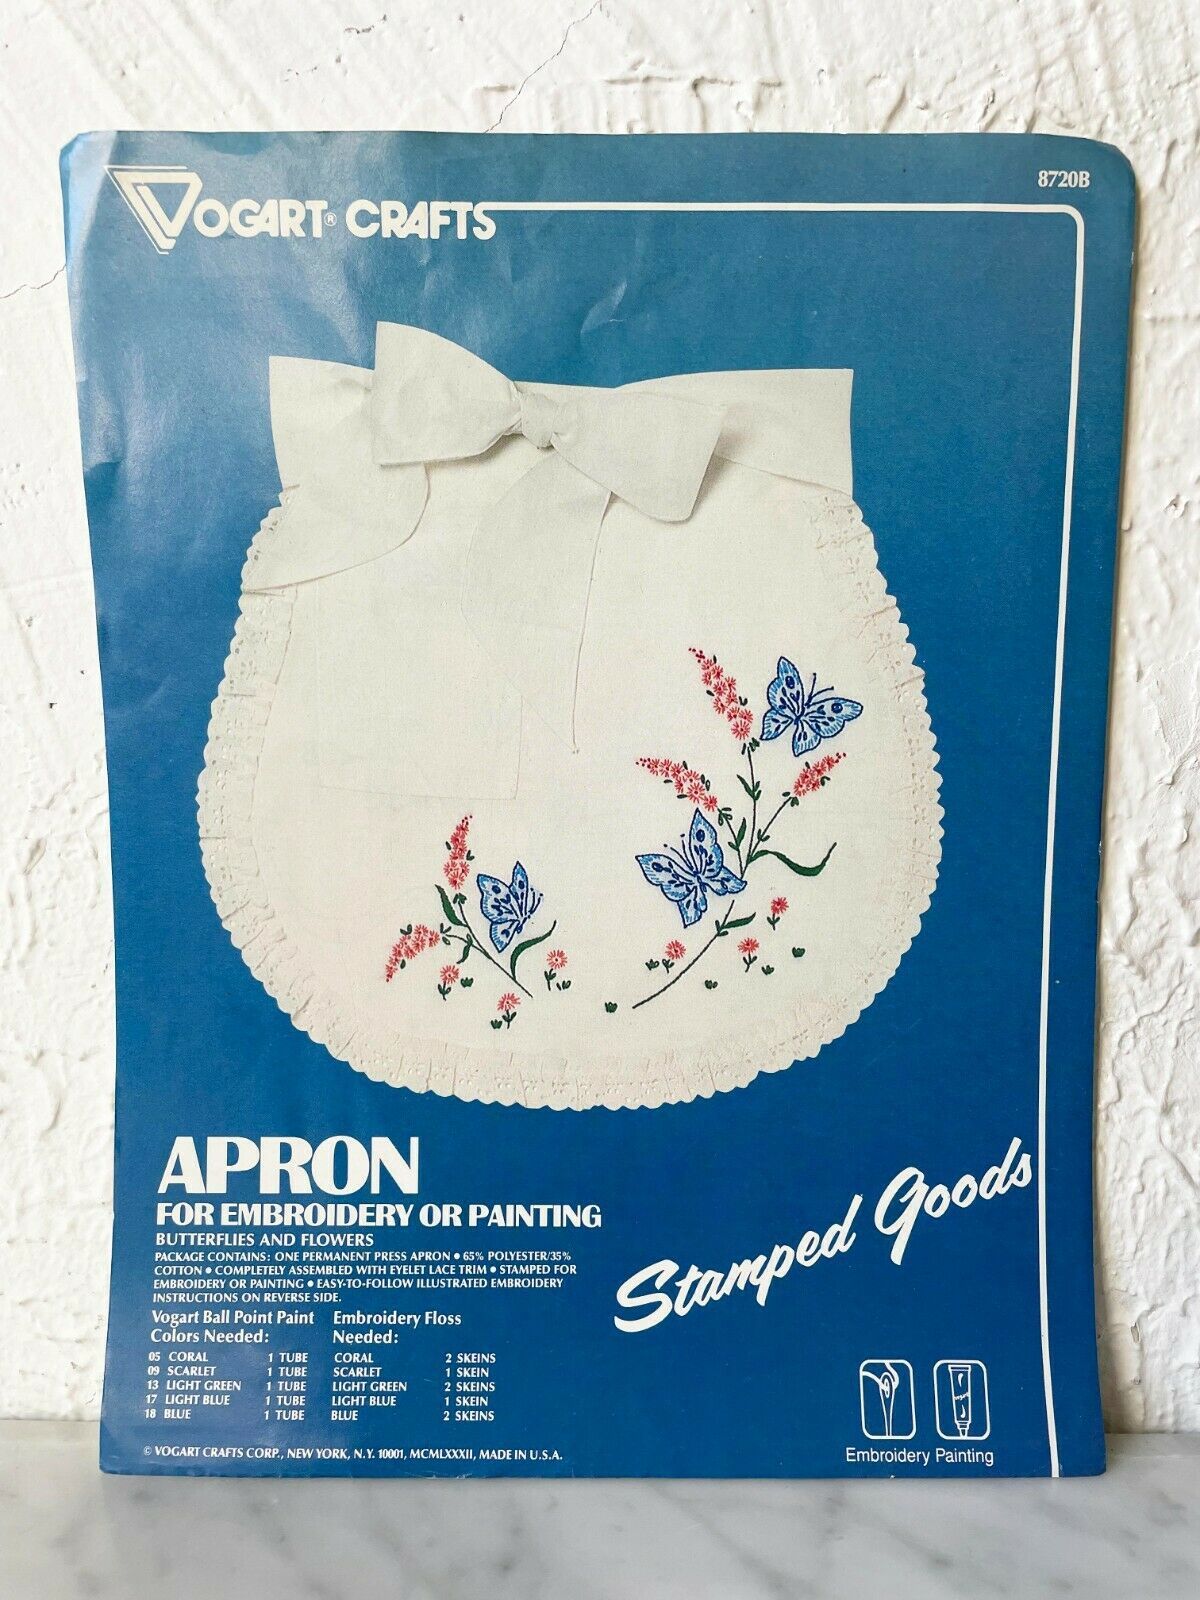 VOGART® CRAFTS
8720B
APRON
FOR EMBROIDERY OR PAINTING
BUTTERFLIES AND FLOWERS
PACKAGE CONTAINS: ONE PERMANENT PRESS APRON • 65% POLYESTER/35%
COTTON • COMPLETELY ASSEMBLED WITH EYELET LACE TRIM • STAMPED FOR
EMBROIDERY OR PAINTING • EASY-TO-FOLLOW ILLUSTRATED EMBROIDERY
INSTRUCTIONS ON REVERSE SIDE.
Vogart Ball Point Paint Embroidery Floss
Colors Needed: Needed:
05 CORAL 1 TUBE CORAL 2 SKEINS
09 SCARLET 1 TUBE SCARLET 1 SKEIN
13 LIGHT GREEN 1 TUBE LIGHT GREEN 2 SKEINS
17 LIGHT BLUE 1 TUBE LIGHT BLUE 1 SKEIN
18 BLUE 1 TUBE BLUE 2 SKEINS
© VOGART CRAFTS CORP., NEW YORK, N.Y. 10001, MCMLXXXII, MADE IN U.S.A.
Stamped Goods
Embroidery Painting